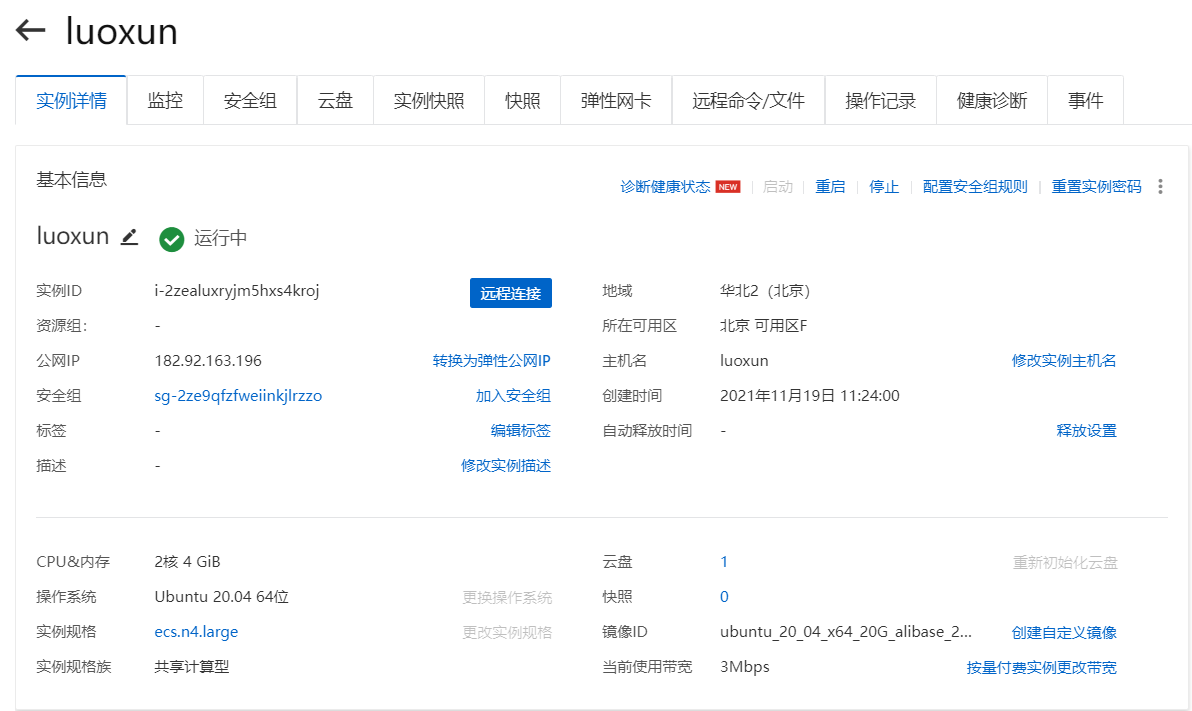 luoxun
实例详情 监控 安全组 云盘 实例快照 快照 弹性网卡 远程命令/文件 操作记录 健康诊断 事件
基本信息
诊断健康状态 NEW 启动 重启 停止 配置安全组规则 重置实例密码
luoxun 运行中
实例ID i-2zealuxryjm5hxs4kroj 远程连接 地域 华北2（北京）
资源组: - 所在可用区 北京 可用区F
公网IP 182.92.163.196 转换为弹性公网IP 主机名 luoxun 修改实例主机名
安全组 sg-2ze9qfzfweiinkjlrzzo 加入安全组 创建时间 2021年11月19日 11:24:00
标签 - 编辑标签 自动释放时间 - 释放设置
描述 - 修改实例描述
CPU&内存 2核 4 GiB 云盘 1 重新初始化云盘
操作系统 Ubuntu 20.04 64位 更换操作系统 快照 0
实例规格 ecs.n4.large 更改实例规格 镜像ID ubuntu_20_04_x64_20G_alibase_2... 创建自定义镜像
实例规格族 共享计算型 当前使用带宽 3Mbps 按量付费实例更改带宽